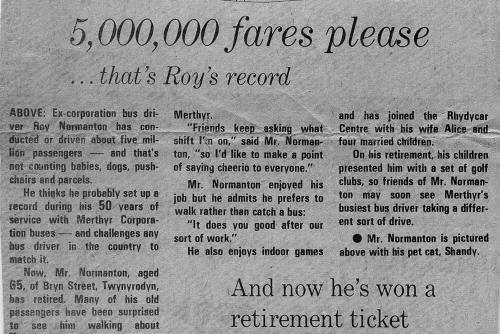 5,000,000 fares please
...that's Roy's record
ABOVE: Ex-corporation bus dri-
ver Roy Normanton has con-
ducted or driven about five mil-
lion passengers — and that's
not counting babies, dogs, push-
chairs and parcels.
He thinks he probably set up a
record during his 50 years of
service with Merthyr Corpora-
tion buses — and challenges any
bus driver in the country to
match it.
Now, Mr. Normanton, aged
65, of Bryn Street, Twynyrodyn,
has retired. Many of his old
passengers have been surprised
to see him walking about
Merthyr.
"Friends keep asking what
shift I'm on," said Mr. Norman-
ton, "so I'd like to make a point
of saying cheerio to everyone."
Mr. Normanton enjoyed his
job but he admits he prefers to
walk rather than catch a bus:
"It does you good after our
sort of work."
He also enjoys indoor games
and has joined the Rhydycar
Centre with his wife Alice and
four married children.
On his retirement, his children
presented him with a set of golf
clubs, so friends of Mr. Norman-
ton may soon see Merthyr's
busiest bus driver taking a differ-
ent sort of drive.
● Mr. Normanton is pictured
above with his pet cat, Shandy.
And now he's won a
retirement ticket